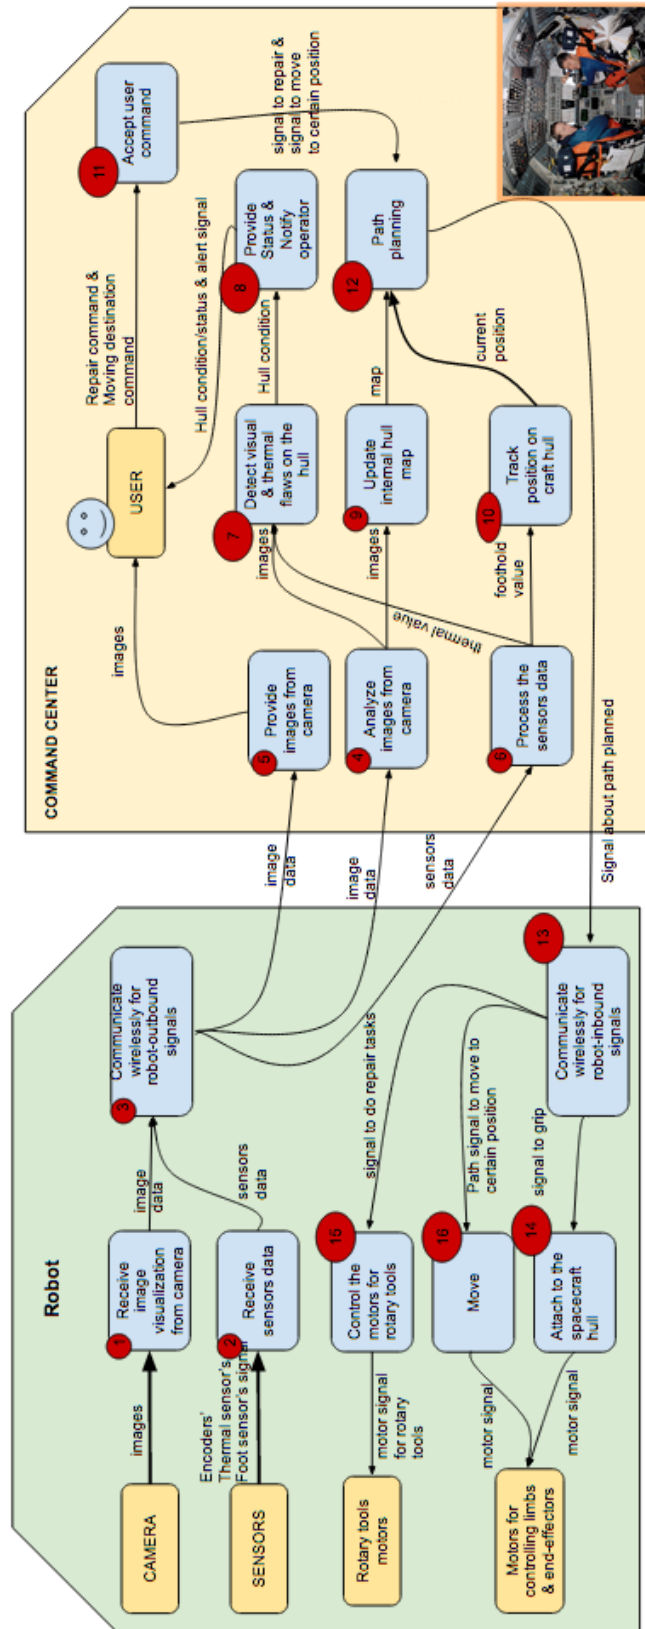 Robot
CAMERA
images
1
Receive
image
visualization
from camera
image
data
3
Communicate
wirelessly for
robot-outbound
signals
SENSORS
Encoders'
Thermal sensor's
Foot sensor's signal
2
Receive
sensors data
sensors
data
Rotary tools
motors
motor signal
for rotary
tools
15
Control the
motors for
rotary tools
signal to do repair tasks
Motors for
controlling limbs
& end-effectors
motor signal
16
Move
Path signal to move to
certain position
motor signal
14
Attach to the
spacecraft
hull
signal to grip
13
Communicate
wirelessly for
robot-inbound
signals
image
data
image
data
sensors
data
Signal about path planned
COMMAND CENTER
images
USER
Repair command &
Moving destination
command
11
Accept user
command
signal to repair &
signal to move
to certain position
Hull condition/status & alert signal
5
Provide
images from
camera
images
7
Detect visual
& thermal
flaws on the
hull
Hull condition
8
Provide
Status &
Notify
operator
4
Analyze
images from
camera
images
9
Update
internal hull
map
map
12
Path
planning
thermal value
6
Process the
sensors data
foothold
value
10
Track
position on
craft hull
current
position